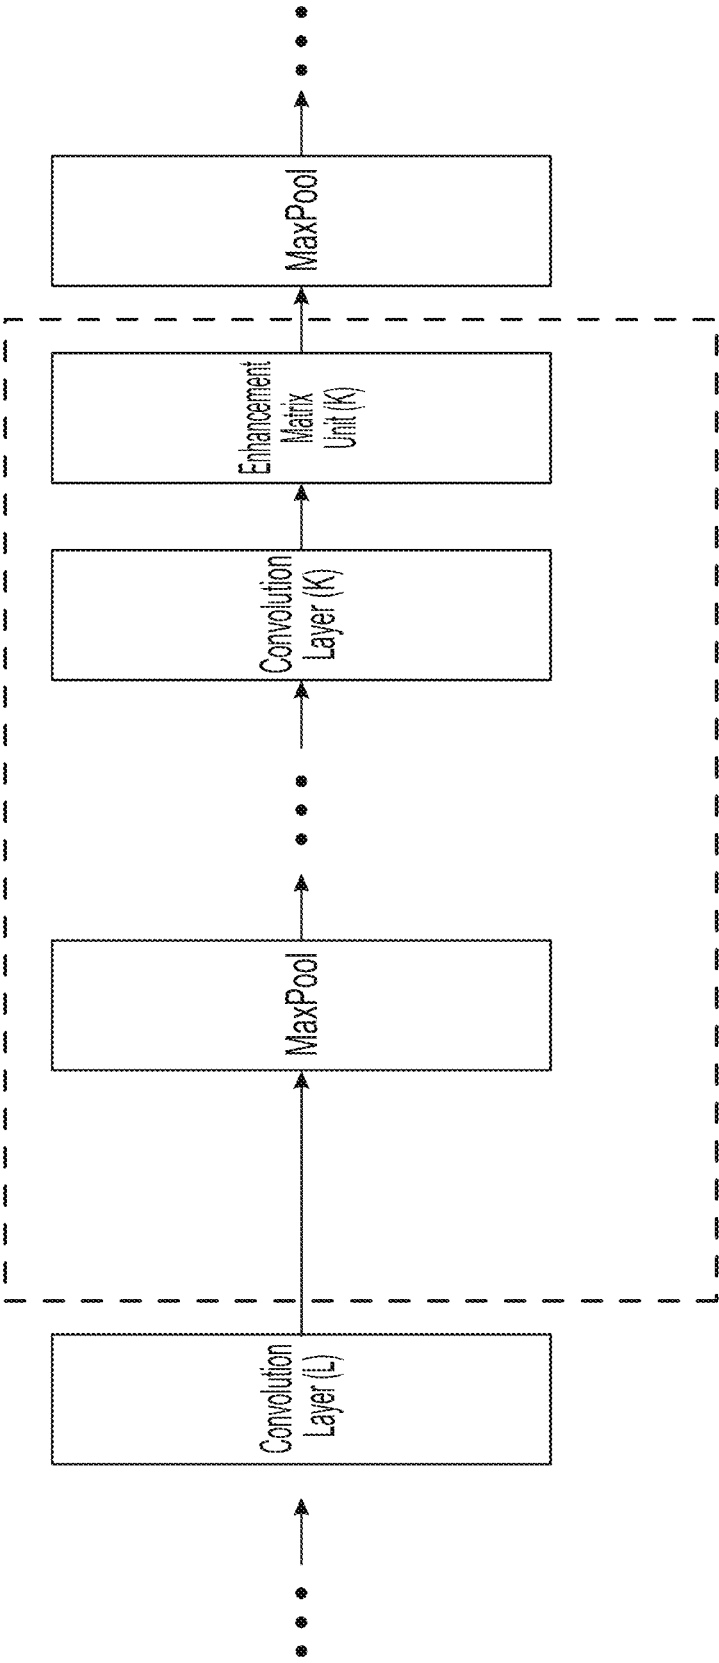 Convolution
Layer (L)
MaxPool
Convolution
Layer (K)
Enhancement
Matrix
Unit (K)
MaxPool